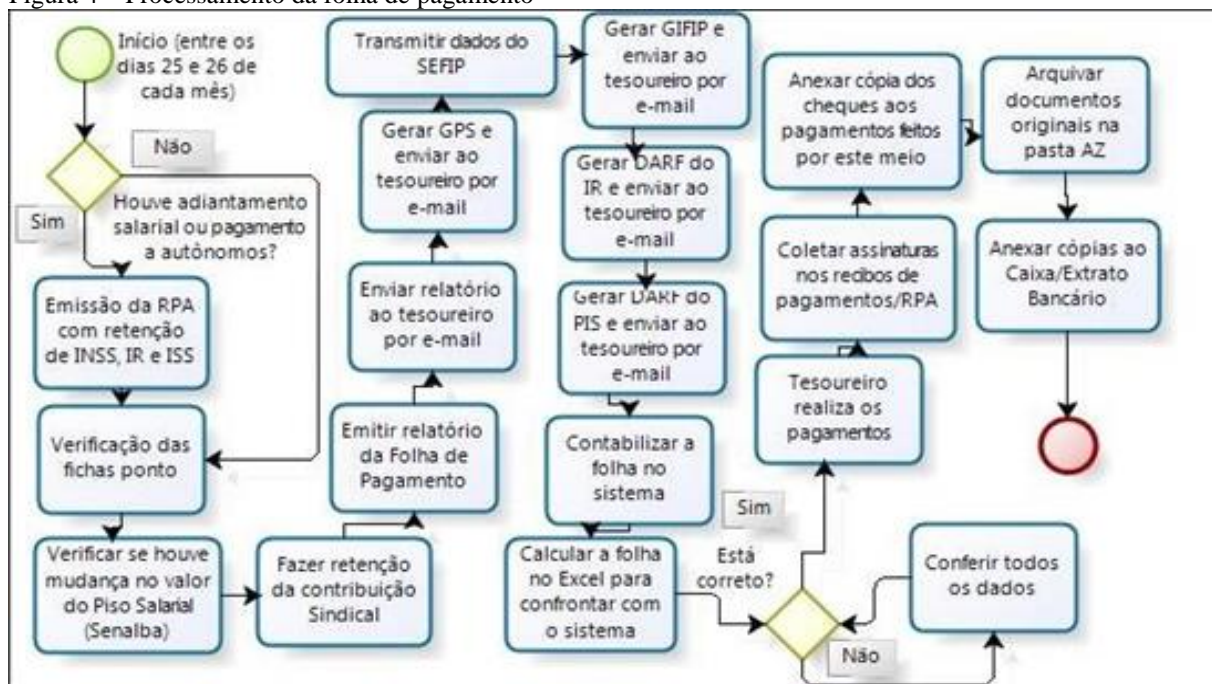 Figura 4 – Processamento da folha de pagamento
Início (entre os
dias 25 e 26 de
cada mês)
Não
Houve adiantamento
salarial ou pagamento
a autônomos?
Sim
Emissão da RPA
com retenção
de INSS, IR e ISS
Verificação das
fichas ponto
Verificar se houve
mudança no valor
do Piso Salarial
(Senalba)
Fazer retenção
da contribuição
Sindical
Emitir relatório
da Folha de
Pagamento
Enviar relatório
ao tesoureiro
por e-mail
Gerar GPS e
enviar ao
tesoureiro por
e-mail
Transmitir dados do
SEFIP
Gerar GIFIP e
enviar ao
tesoureiro por
e-mail
Gerar DARF do
IR e enviar ao
tesoureiro por
e-mail
Gerar DARF do
PIS e enviar ao
tesoureiro por
e-mail
Contabilizar a
folha no
sistema
Calcular a folha
no Excel para
confrontar com
o sistema
Está
correto?
Sim
Não
Conferir todos
os dados
Tesoureiro
realiza os
pagamentos
Coletar assinaturas
nos recibos de
pagamentos/RPA
Anexar cópia dos
cheques aos
pagamentos feitos
por este meio
Arquivar
documentos
originais na
pasta AZ
Anexar cópias ao
Caixa/Extrato
Bancário